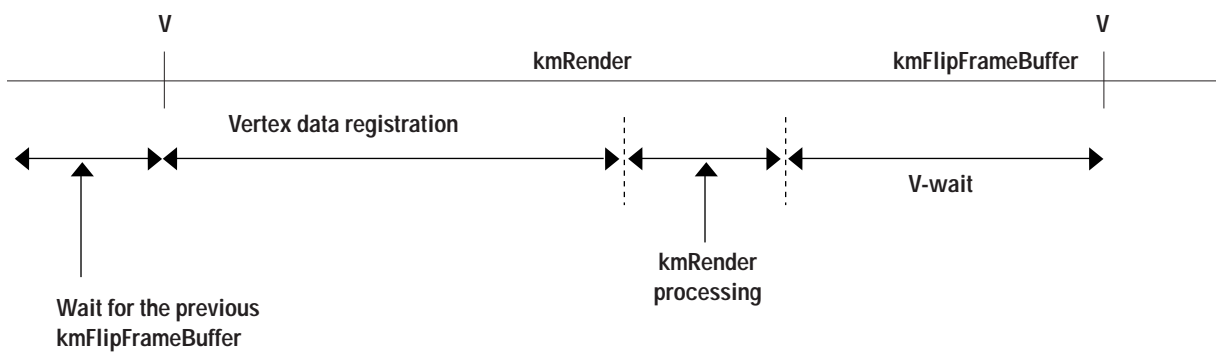 V
V
kmRender
kmFlipFrameBuffer
Vertex data registration
V-wait
kmRender
processing
Wait for the previous
kmFlipFrameBuffer